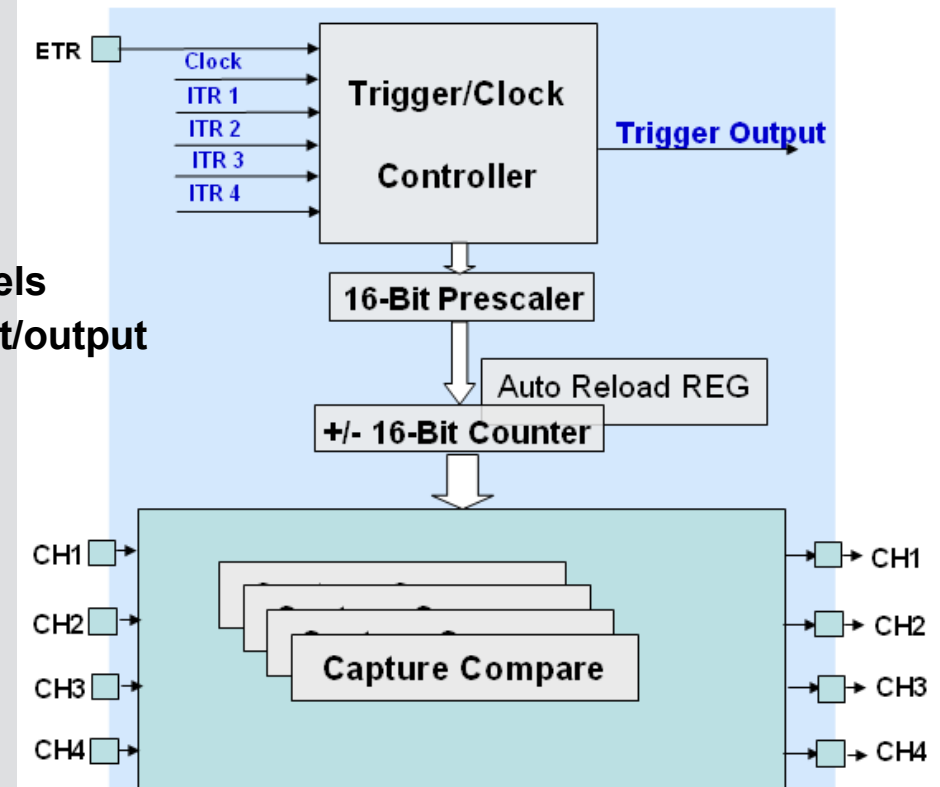 ETR
Clock
ITR 1
ITR 2
ITR 3
ITR 4
Trigger/Clock
Controller
Trigger Output
t/output
16-Bit Prescaler
Auto Reload REG
+/- 16-Bit Counter
CH1
CH2
CH3
CH4
Capture Compare
CH1
CH2
CH3
CH4